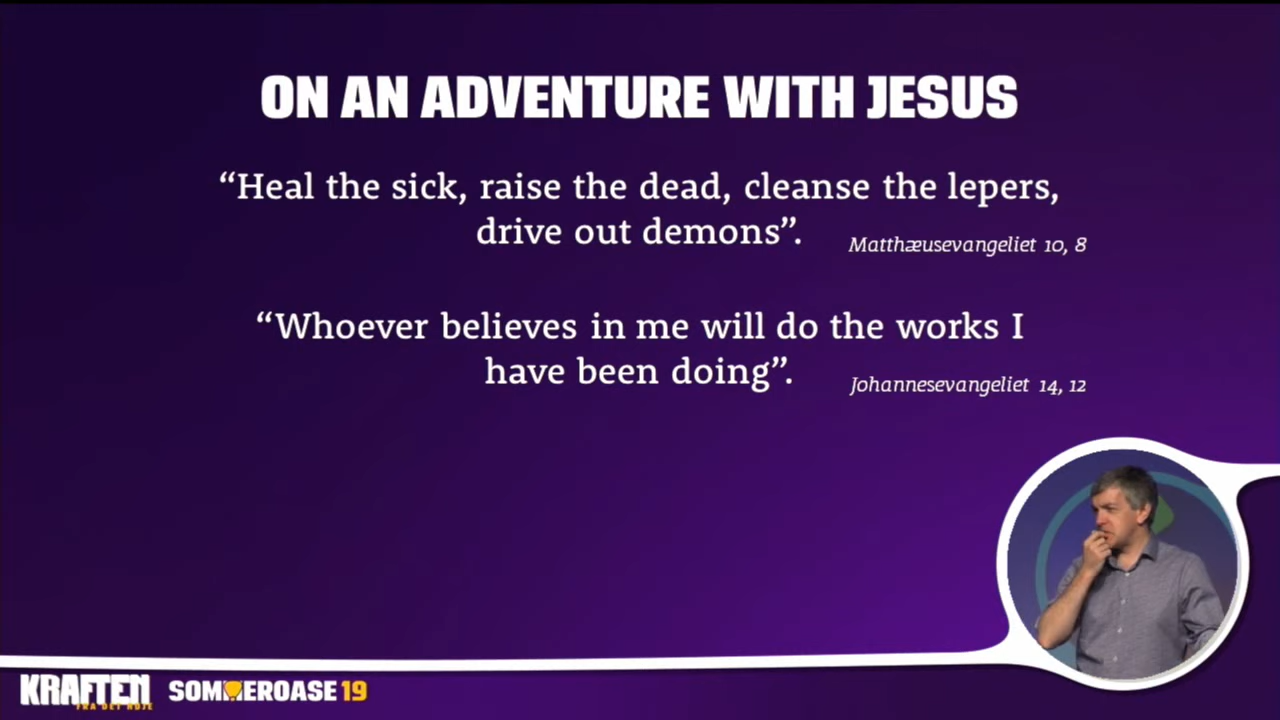 ON AN ADVENTURE WITH JESUS
“Heal the sick, raise the dead, cleanse the lepers,
drive out demons”.
Matthæusevangeliet 10, 8
“Whoever believes in me will do the works I
have been doing”.
Johannesevangeliet 14, 12
KRAFTEN
FRA DET HØJE
SOMMEROASE 19